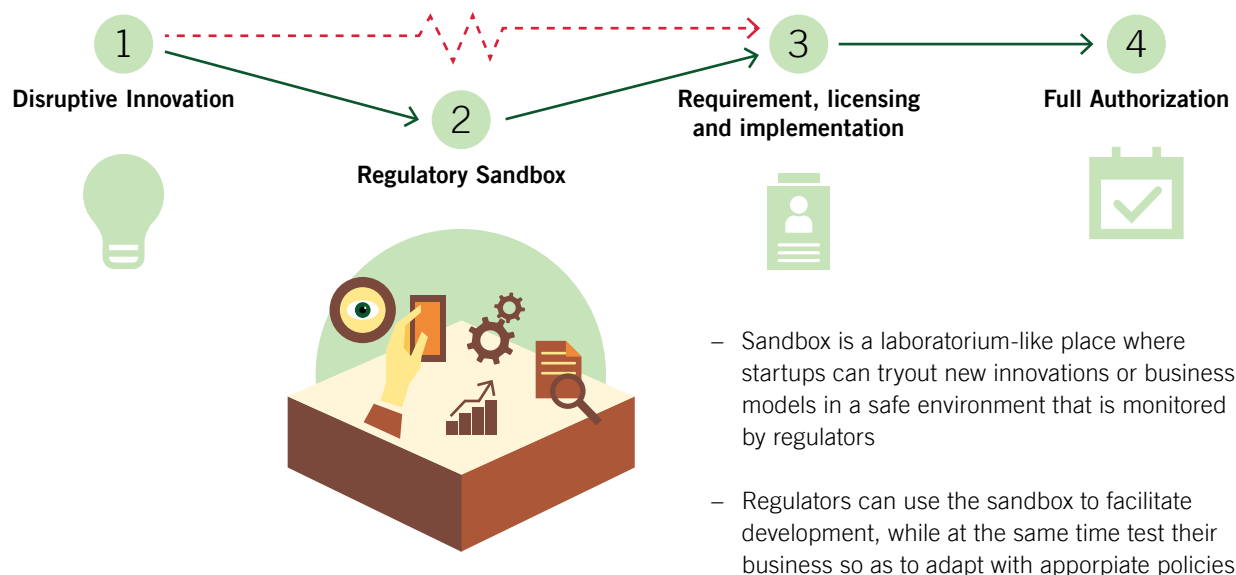 1
Disruptive Innovation
2
Regulatory Sandbox
3
Requirement, licensing
and implementation
4
Full Authorization
– Sandbox is a laboratorium-like place where
startups can tryout new innovations or business
models in a safe environment that is monitored
by regulators
– Regulators can use the sandbox to facilitate
development, while at the same time test their
business so as to adapt with apporpiate policies